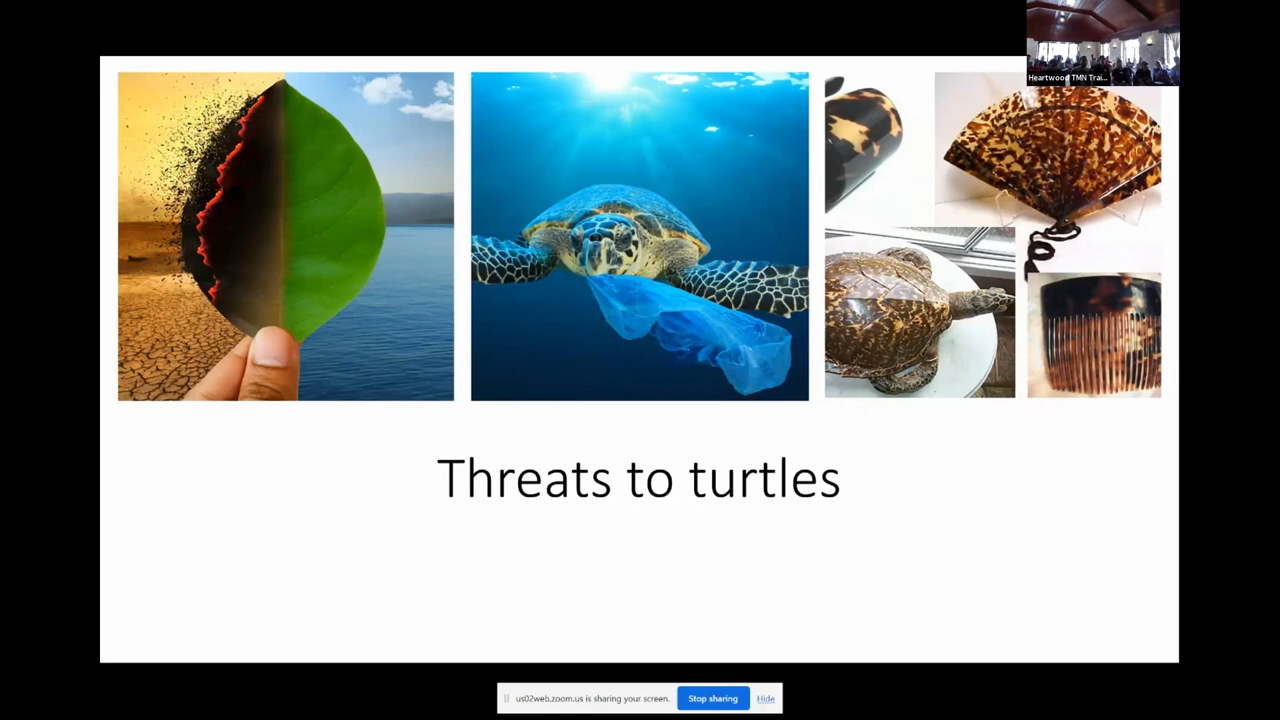 Heartwood TMN Trai...
Threats to turtles
us02web.zoom.us is sharing your screen.
Stop sharing
Hide